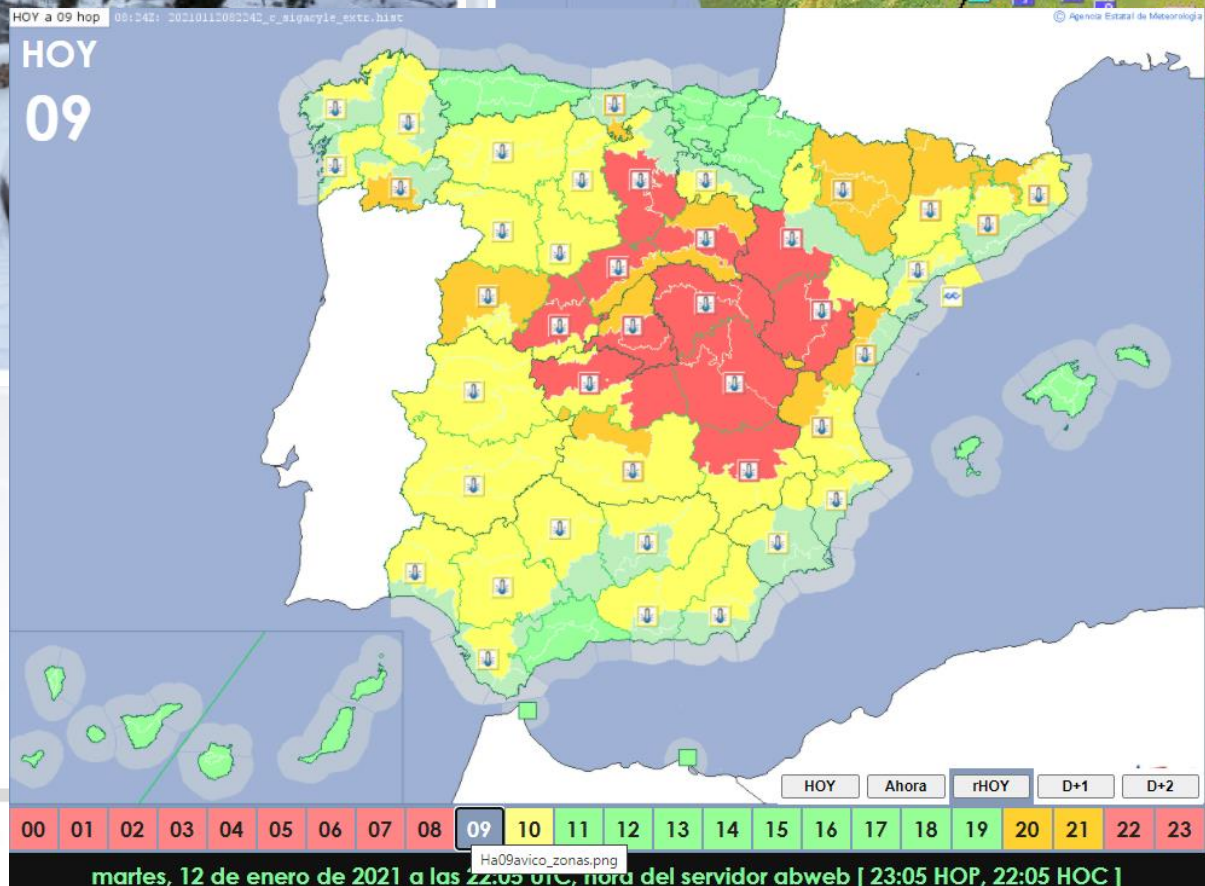 HOY a 09 hop 08:24Z: 20210112082242_c_sigaryle_extr.hist
© Agencia Estatal de Meteorología
HOY
09
HOY Ahora rHOY D+1 D+2
00 01 02 03 04 05 06 07 08 09 10 11 12 13 14 15 16 17 18 19 20 21 22 23
Ha09avico_zonas.png
martes, 12 de enero de 2021 a las 22:05 UTC, hora del servidor abweb [ 23:05 HOP, 22:05 HOC ]